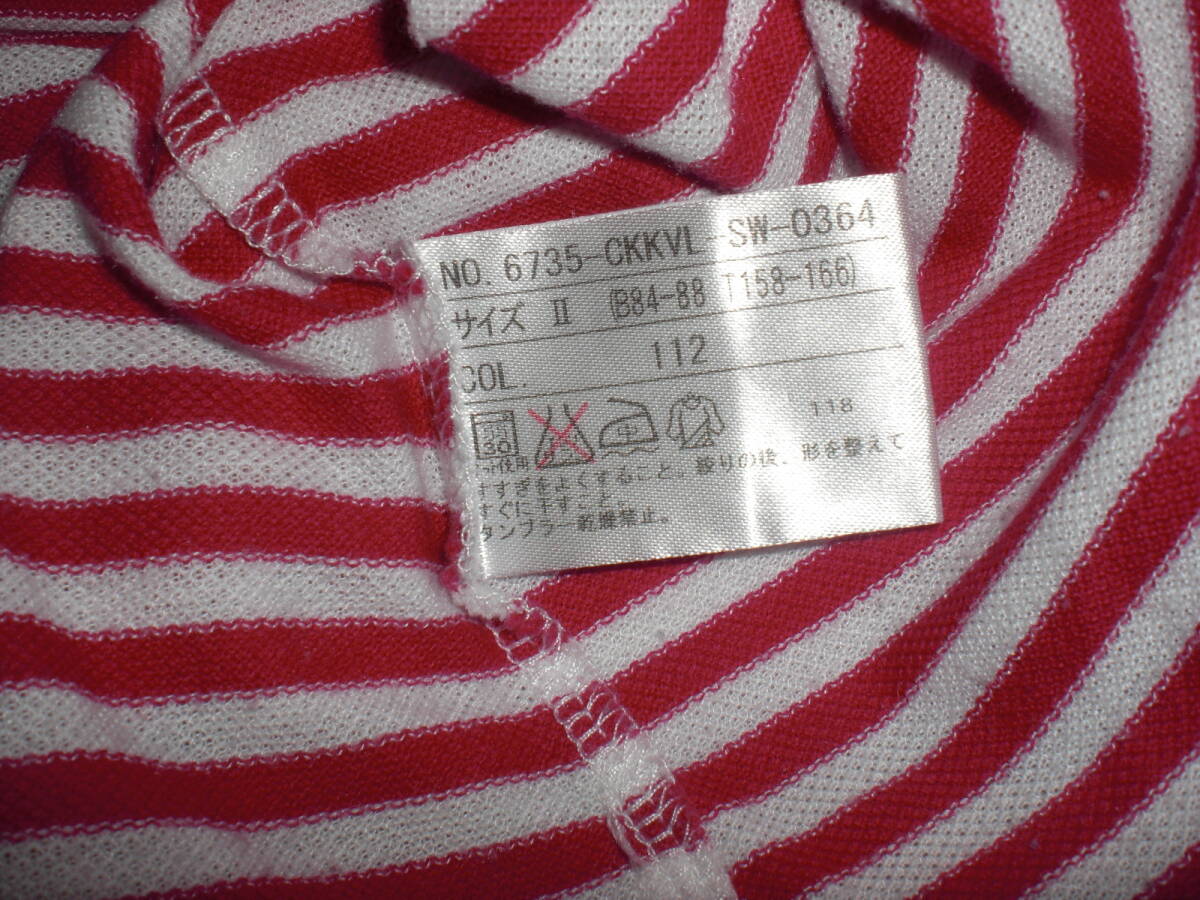 NO. 6735-CKKVL SW-0364
サイズ II (B84-88 T158-166)
COL. 112
30
118
すすぎをよくすること。絞りの後、形を整えて
すぐに干すこと
タンブラー乾燥禁止。